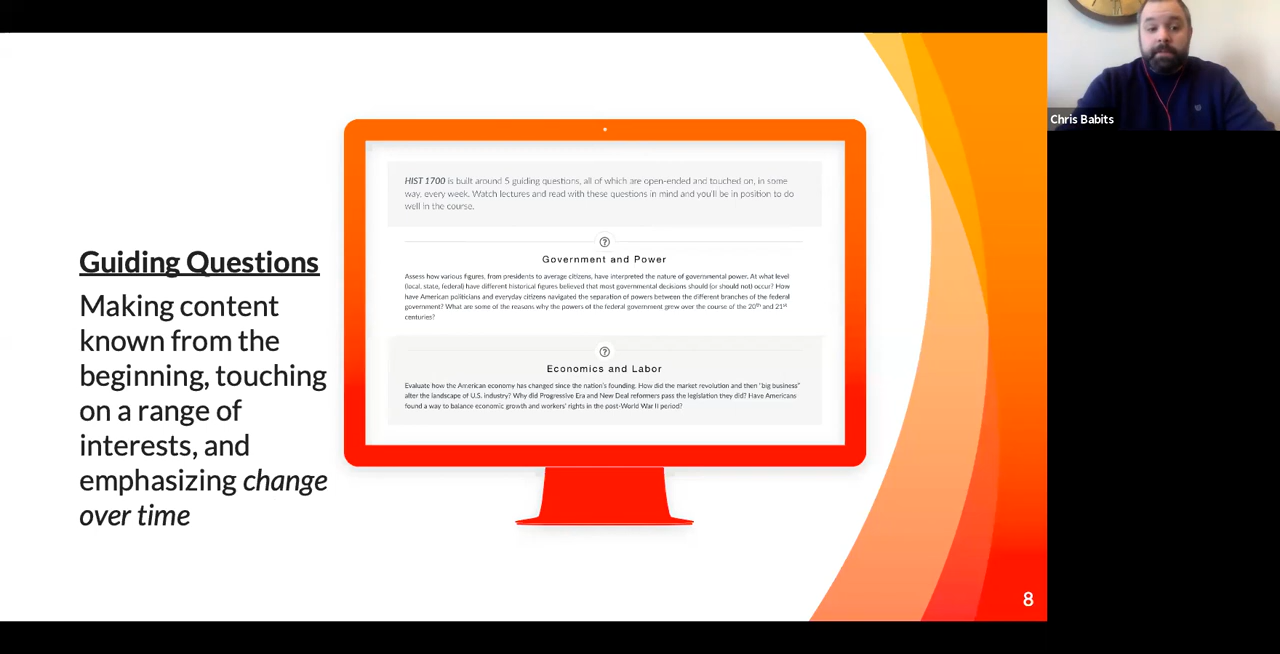 Guiding Questions
Making content
known from the
beginning, touching
on a range of
interests, and
emphasizing change
over time
HIST 1700 is built around 5 guiding questions, all of which are open-ended and touched on, in some
way, every week. Watch lectures and read with these questions in mind and you'll be in position to do
well in the course.
?
Government and Power
Assess how various figures, from presidents to average citizens, have interpreted the nature of governmental power. At what level
(local, state, federal) have different historical figures believed that most governmental decisions should (or should not) occur? How
have American politicians and everyday citizens navigated the separation of powers between the different branches of the federal
government? What are some of the reasons why the powers of the federal government grew over the course of the 20th and 21st
centuries?
?
Economics and Labor
Evaluate how the American economy has changed since the nation's founding. How did the market revolution and then "big business"
alter the landscape of U.S. industry? Why did Progressive Era and New Deal reformers pass the legislation they did? Have Americans
found a way to balance economic growth and workers' rights in the post-World War II period?
8
Chris Babits